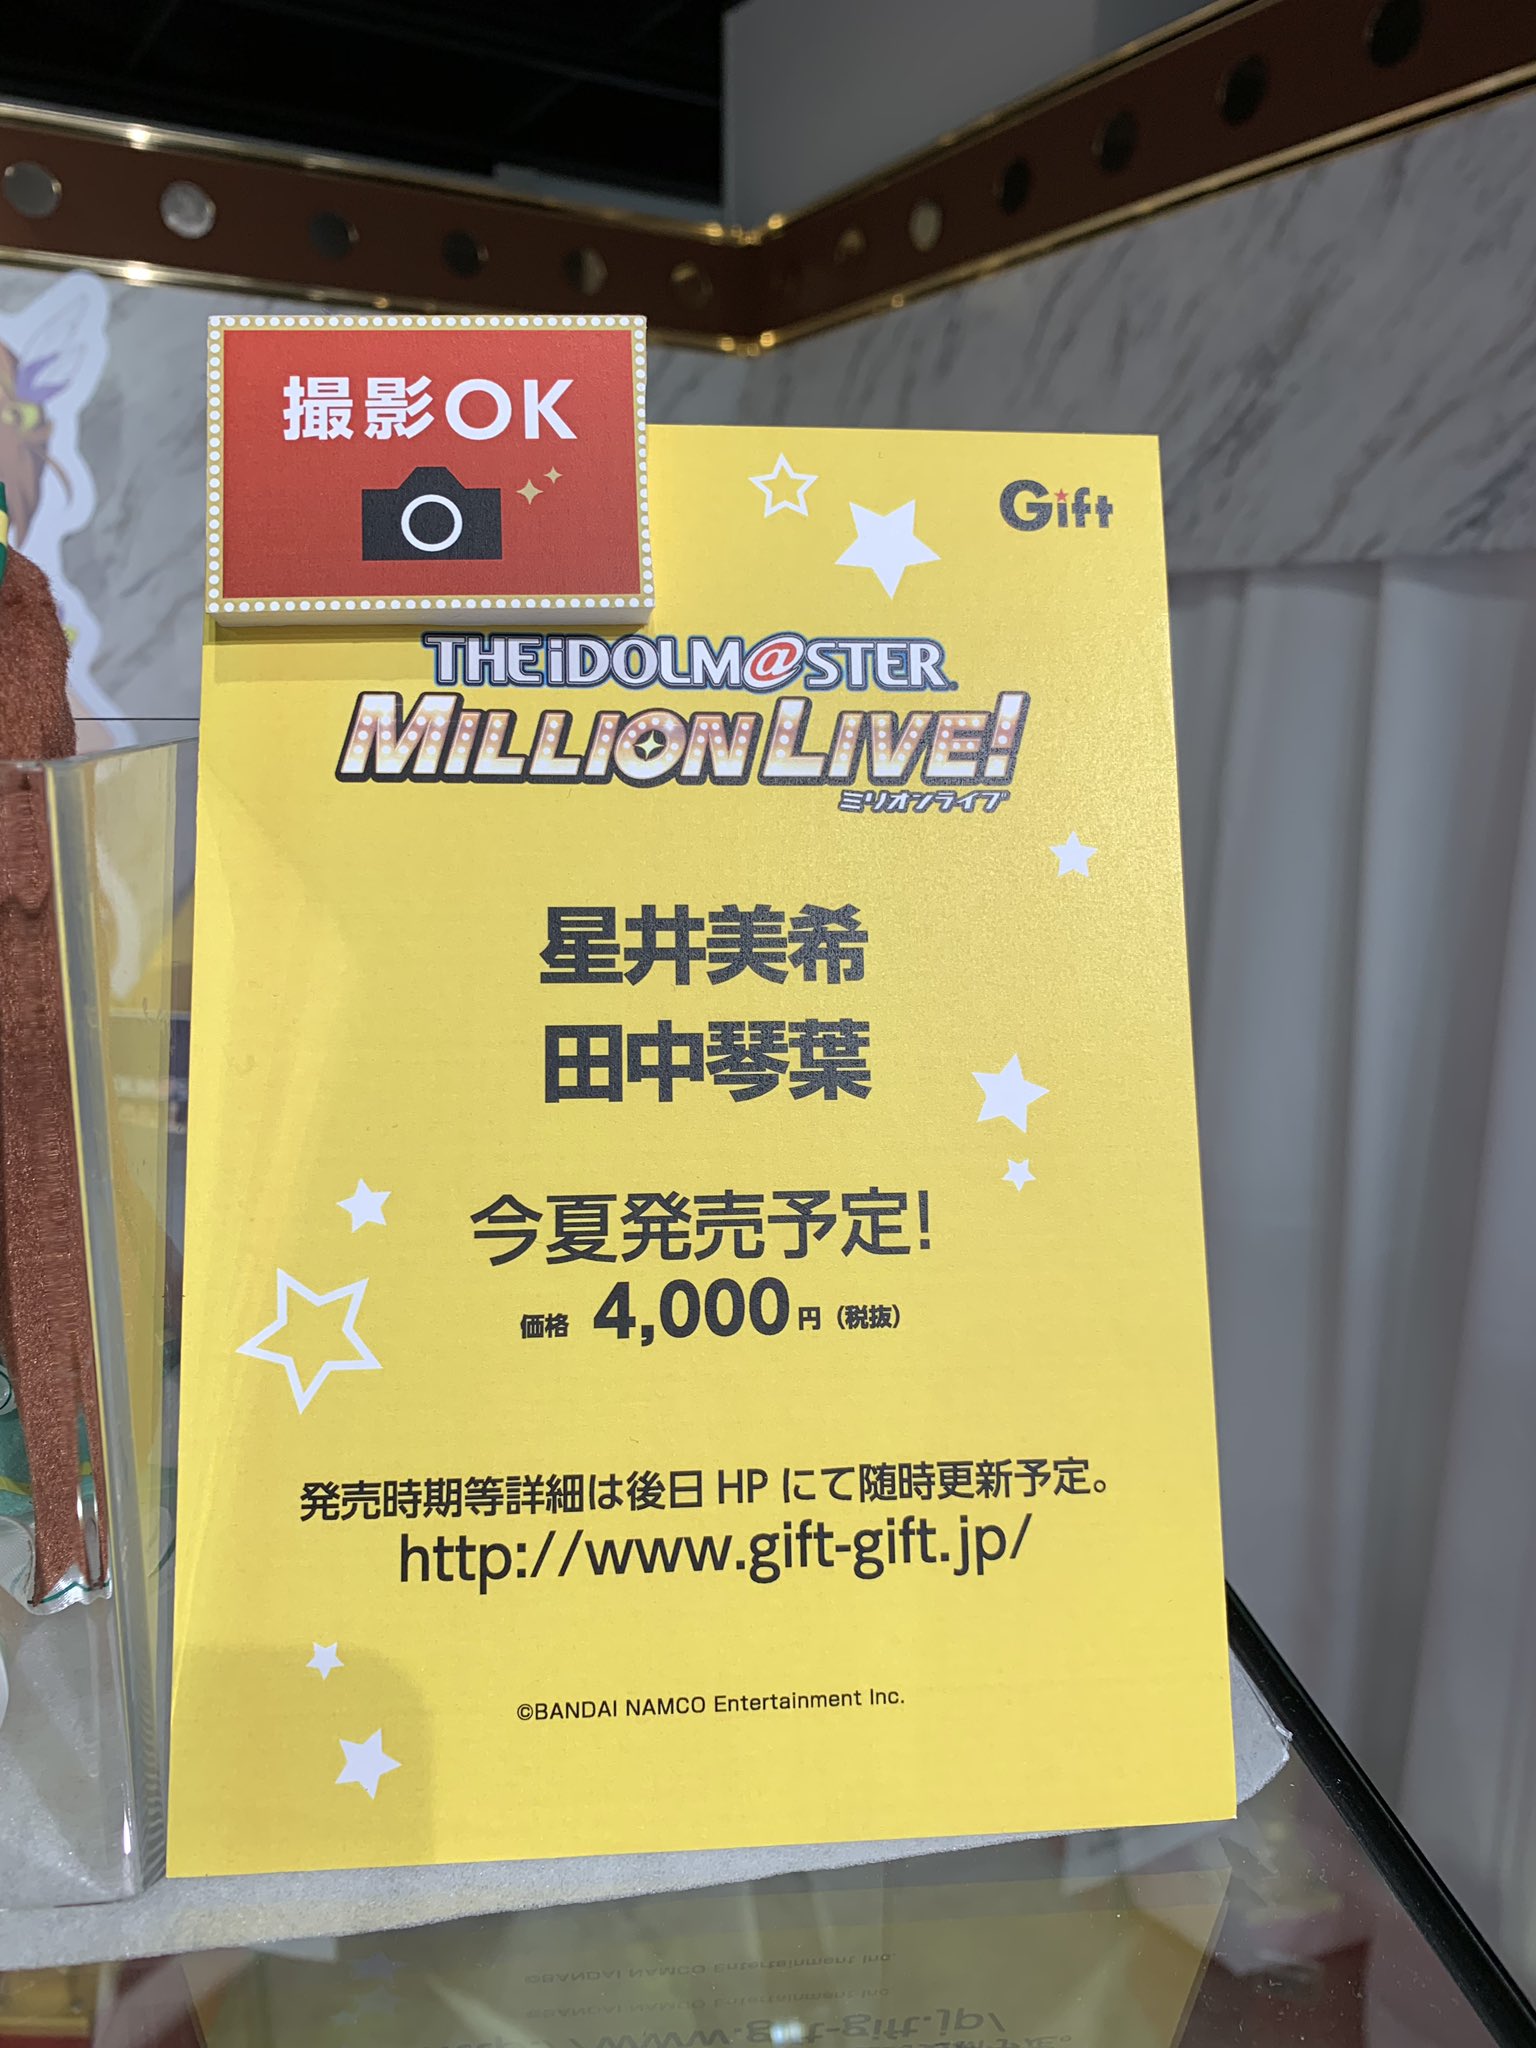 撮影OK
Gift
THE iDOLM@STER
MILLION LIVE!
ミリオンライブ
星井美希
田中琴葉
今夏発売予定!
価格 4,000円(税抜)
発売時期等詳細は後日 HP にて随時更新予定。
http://www.gift-gift.jp/
©BANDAI NAMCO Entertainment Inc.